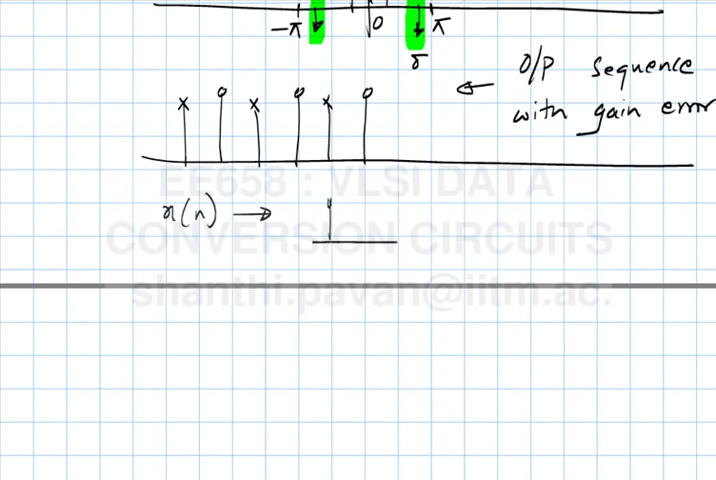 -π 0 π
O/P sequence
with gain error
EE658 : VLSI DATA
x(n) →
CONVERSION CIRCUITS
shanthi.pavan@iitm.ac.